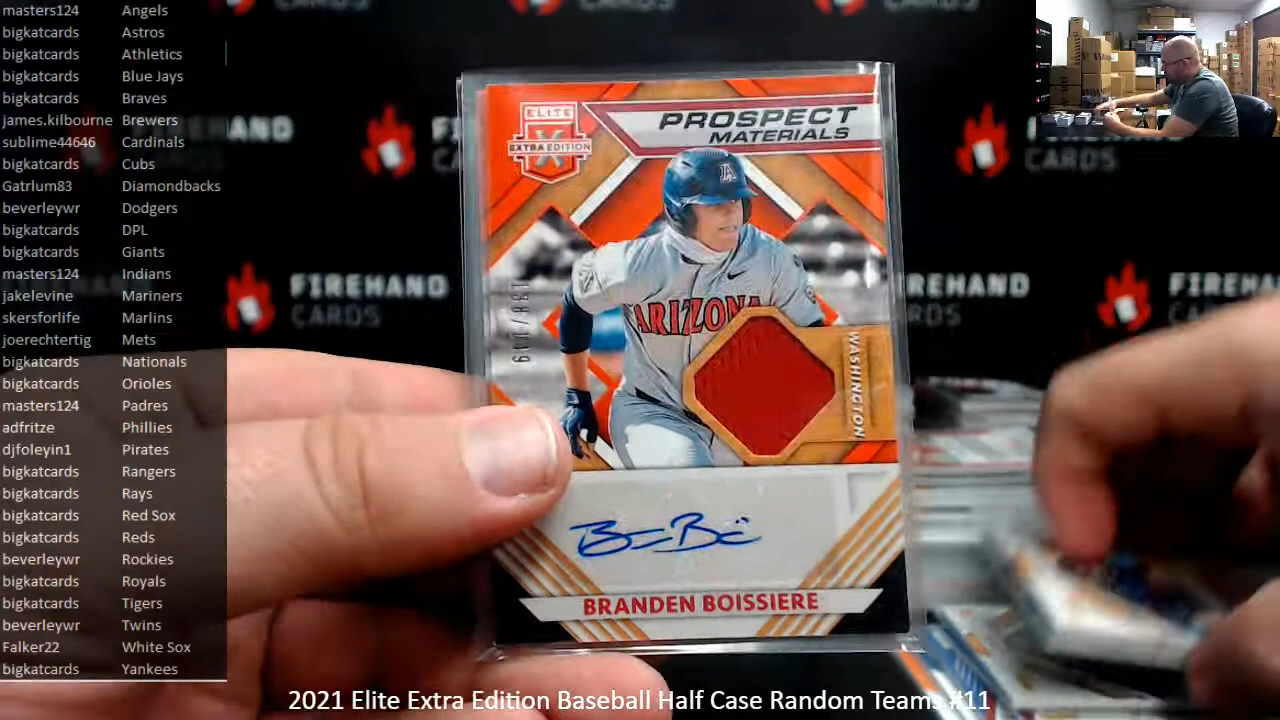 masters124 Angels
bigkatcards Astros
bigkatcards Athletics
bigkatcards Blue Jays
bigkatcards Braves
james.kilbourne Brewers
sublime44646 Cardinals
bigkatcards Cubs
Gatrlum83 Diamondbacks
beverleywr Dodgers
bigkatcards DPL
bigkatcards Giants
masters124 Indians
jakelevine Mariners
skersforlife Marlins
joerechtertig Mets
bigkatcards Nationals
bigkatcards Orioles
masters124 Padres
adfritze Phillies
djfoleyin1 Pirates
bigkatcards Rangers
bigkatcards Rays
bigkatcards Red Sox
bigkatcards Reds
beverleywr Rockies
bigkatcards Royals
bigkatcards Tigers
beverleywr Twins
Falker22 White Sox
bigkatcards Yankees
ELITE
EXTRA EDITION
PROSPECT
MATERIALS
A
ARIZONA
WASHINGTON
BRANDEN BOISSIERE
FIREHAND
CARDS
FIREHAND
CARDS
2021 Elite Extra Edition Baseball Half Case Random Teams #11